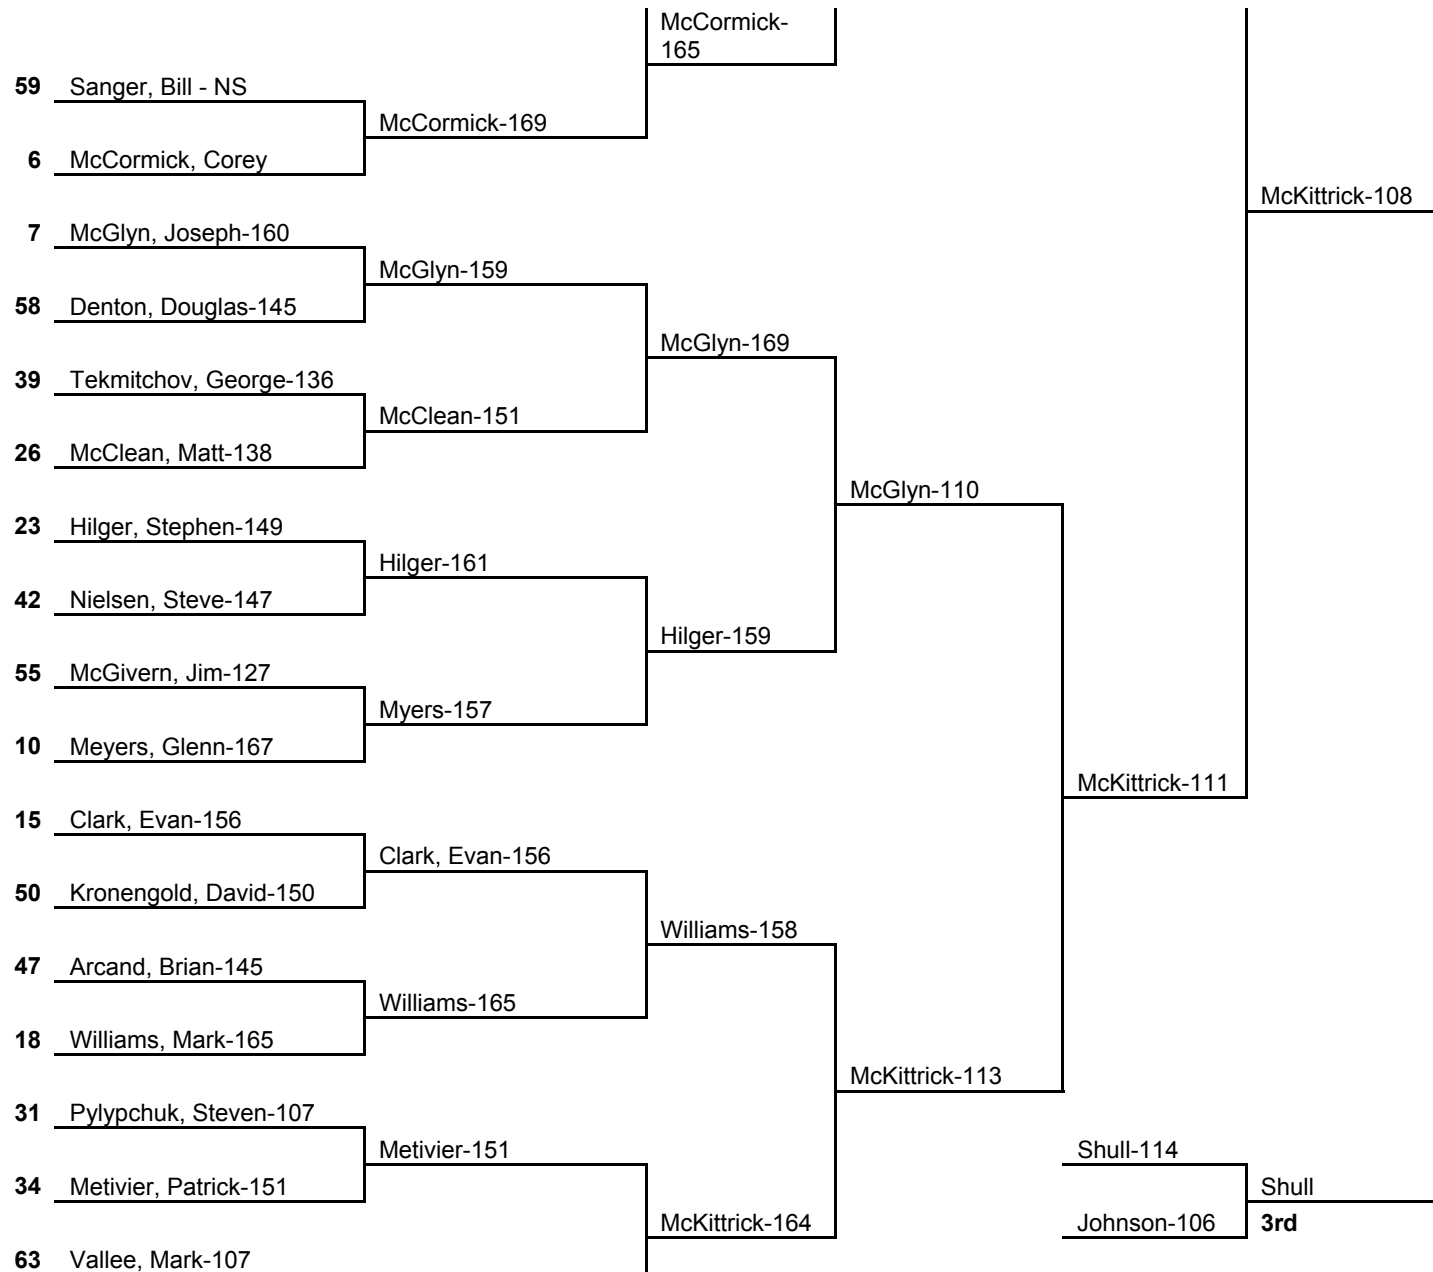 McCormick-
165
59 Sanger, Bill - NS
McCormick-169
6 McCormick, Corey
McKittrick-108
7 McGlyn, Joseph-160
McGlyn-159
58 Denton, Douglas-145
McGlyn-169
39 Tekmitchov, George-136
McClean-151
26 McClean, Matt-138
McGlyn-110
23 Hilger, Stephen-149
Hilger-161
42 Nielsen, Steve-147
Hilger-159
55 McGivern, Jim-127
Myers-157
10 Meyers, Glenn-167
McKittrick-111
15 Clark, Evan-156
Clark, Evan-156
50 Kronengold, David-150
Williams-158
47 Arcand, Brian-145
Williams-165
18 Williams, Mark-165
McKittrick-113
31 Pylypchuk, Steven-107
Metivier-151
Shull-114
34 Metivier, Patrick-151
Shull
McKittrick-164
Johnson-106
3rd
63 Vallee, Mark-107